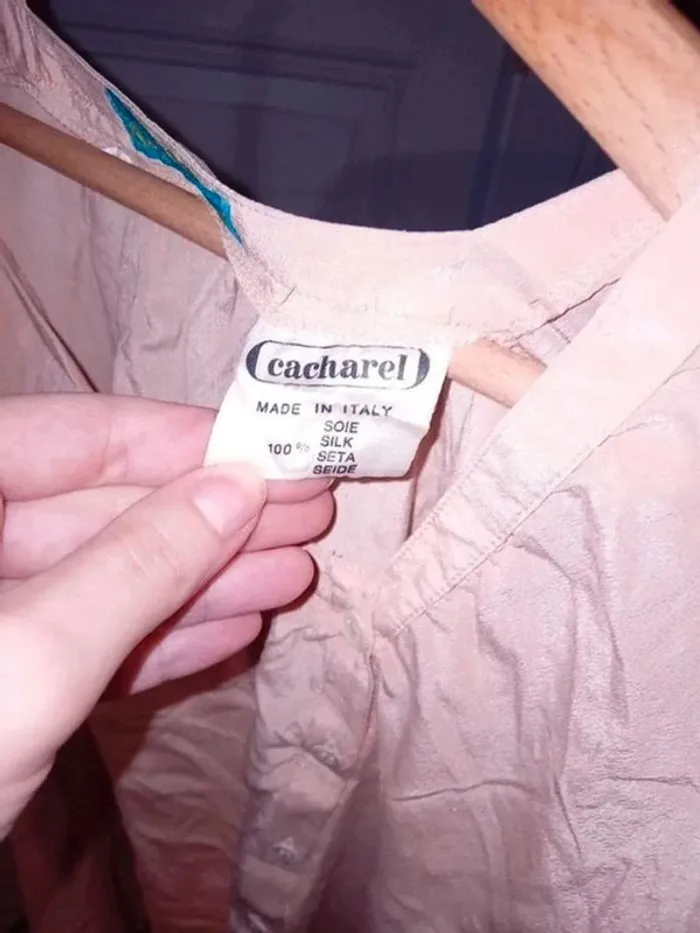 cacharel
MADE IN ITALY
SOIE
100 % SILK
SETA
SEIDE